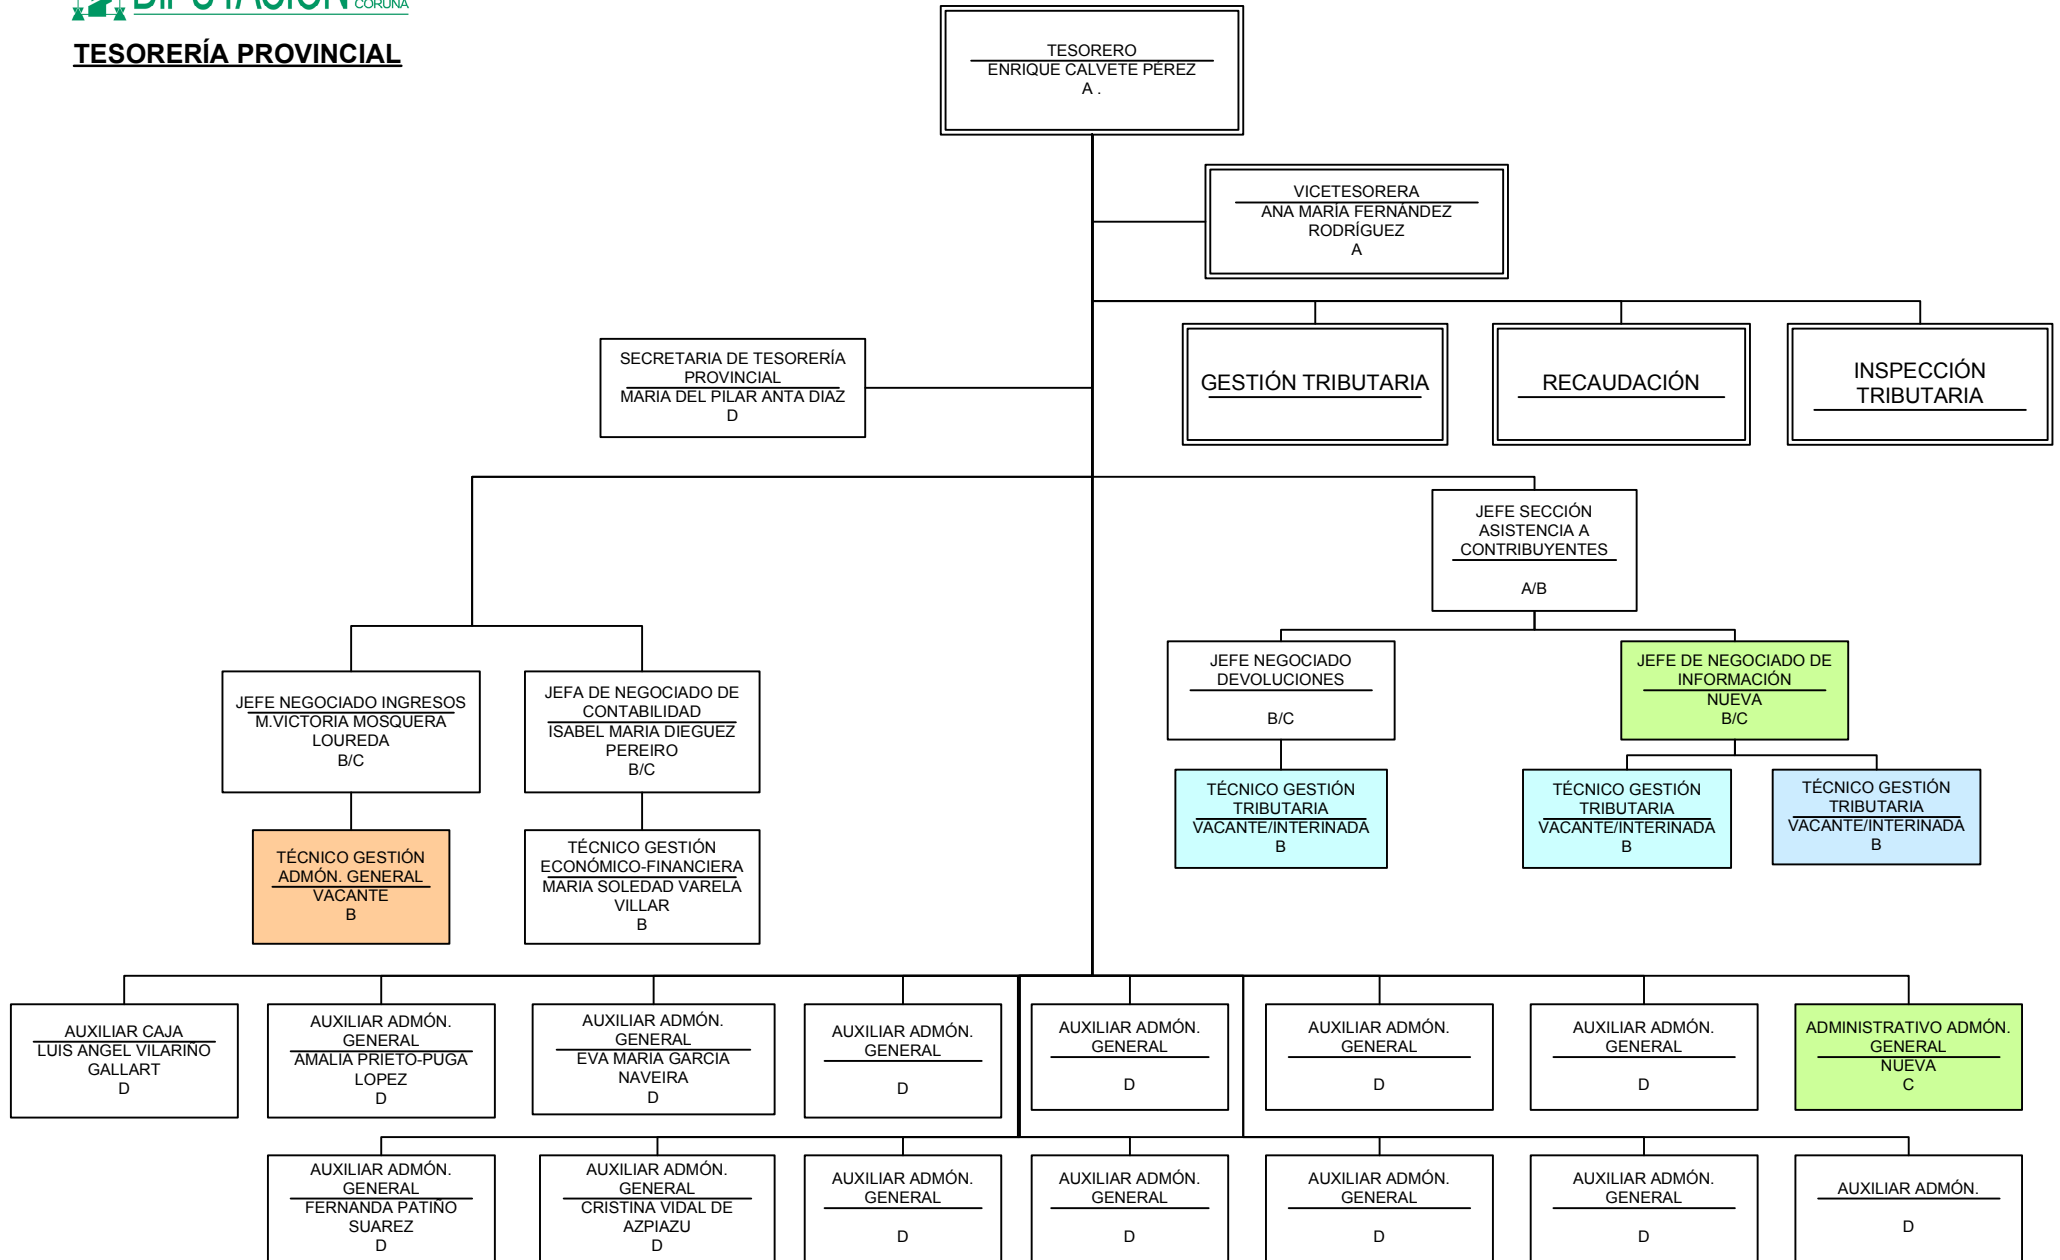 DIPUTACIÓN
CORUÑA
TESORERÍA PROVINCIAL
TESORERO
ENRIQUE CALVETE PÉREZ
A .
VICETESORERA
ANA MARÍA FERNÁNDEZ
RODRÍGUEZ
A
SECRETARIA DE TESORERÍA
PROVINCIAL
MARIA DEL PILAR ANTA DIAZ
D
GESTIÓN TRIBUTARIA
RECAUDACIÓN
INSPECCIÓN
TRIBUTARIA
JEFE SECCIÓN
ASISTENCIA A
CONTRIBUYENTES
A/B
JEFE NEGOCIADO INGRESOS
M.VICTORIA MOSQUERA
LOUREDA
B/C
JEFA DE NEGOCIADO DE
CONTABILIDAD
ISABEL MARIA DIEGUEZ
PEREIRO
B/C
JEFE NEGOCIADO
DEVOLUCIONES
B/C
JEFE DE NEGOCIADO DE
INFORMACIÓN
NUEVA
B/C
TÉCNICO GESTIÓN
ADMÓN. GENERAL
VACANTE
B
TÉCNICO GESTIÓN
ECONÓMICO-FINANCIERA
MARIA SOLEDAD VARELA
VILLAR
B
TÉCNICO GESTIÓN
TRIBUTARIA
VACANTE/INTERINADA
B
TÉCNICO GESTIÓN
TRIBUTARIA
VACANTE/INTERINADA
B
TÉCNICO GESTIÓN
TRIBUTARIA
VACANTE/INTERINADA
B
AUXILIAR CAJA
LUIS ANGEL VILARIÑO
GALLART
D
AUXILIAR ADMÓN.
GENERAL
AMALIA PRIETO-PUGA
LOPEZ
D
AUXILIAR ADMÓN.
GENERAL
EVA MARIA GARCIA
NAVEIRA
D
AUXILIAR ADMÓN.
GENERAL
D
AUXILIAR ADMÓN.
GENERAL
D
AUXILIAR ADMÓN.
GENERAL
D
AUXILIAR ADMÓN.
GENERAL
D
ADMINISTRATIVO ADMÓN.
GENERAL
NUEVA
C
AUXILIAR ADMÓN.
GENERAL
FERNANDA PATIÑO
SUAREZ
D
AUXILIAR ADMÓN.
GENERAL
CRISTINA VIDAL DE
AZPIAZU
D
AUXILIAR ADMÓN.
GENERAL
D
AUXILIAR ADMÓN.
GENERAL
D
AUXILIAR ADMÓN.
GENERAL
D
AUXILIAR ADMÓN.
GENERAL
D
AUXILIAR ADMÓN.
D